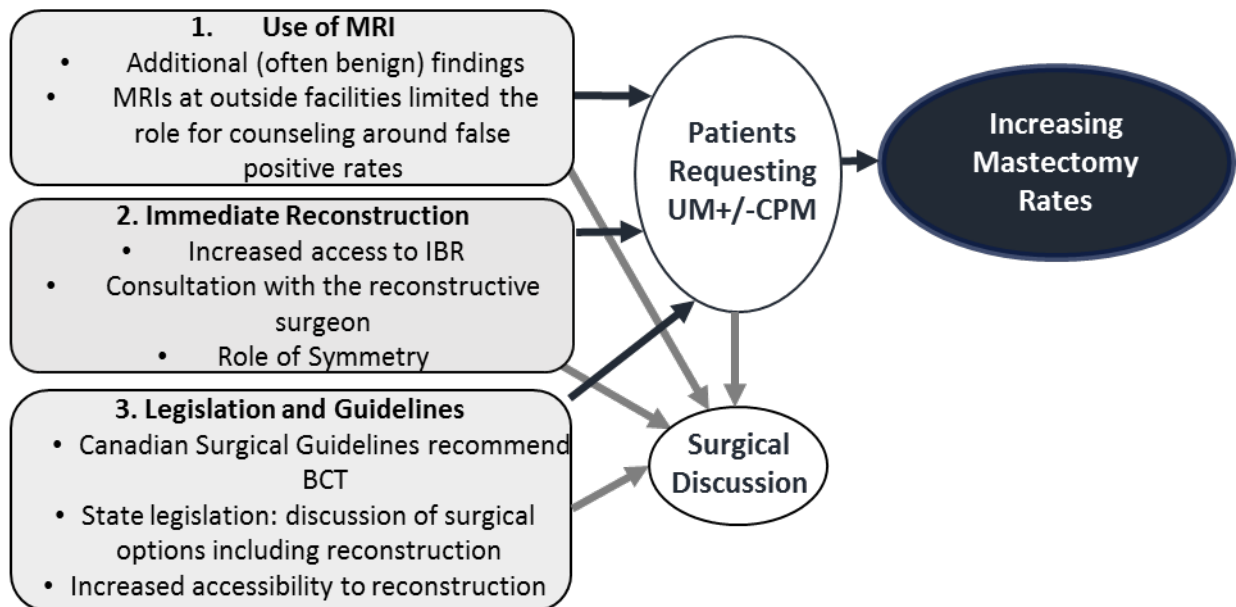 1. Use of MRI
• Additional (often benign) findings
• MRIs at outside facilities limited the
role for counseling around false
positive rates
2. Immediate Reconstruction
• Increased access to IBR
• Consultation with the reconstructive
surgeon
• Role of Symmetry
3. Legislation and Guidelines
• Canadian Surgical Guidelines recommend
BCT
• State legislation: discussion of surgical
options including reconstruction
• Increased accessibility to reconstruction
Patients
Requesting
UM+/-CPM
Surgical
Discussion
Increasing
Mastectomy
Rates